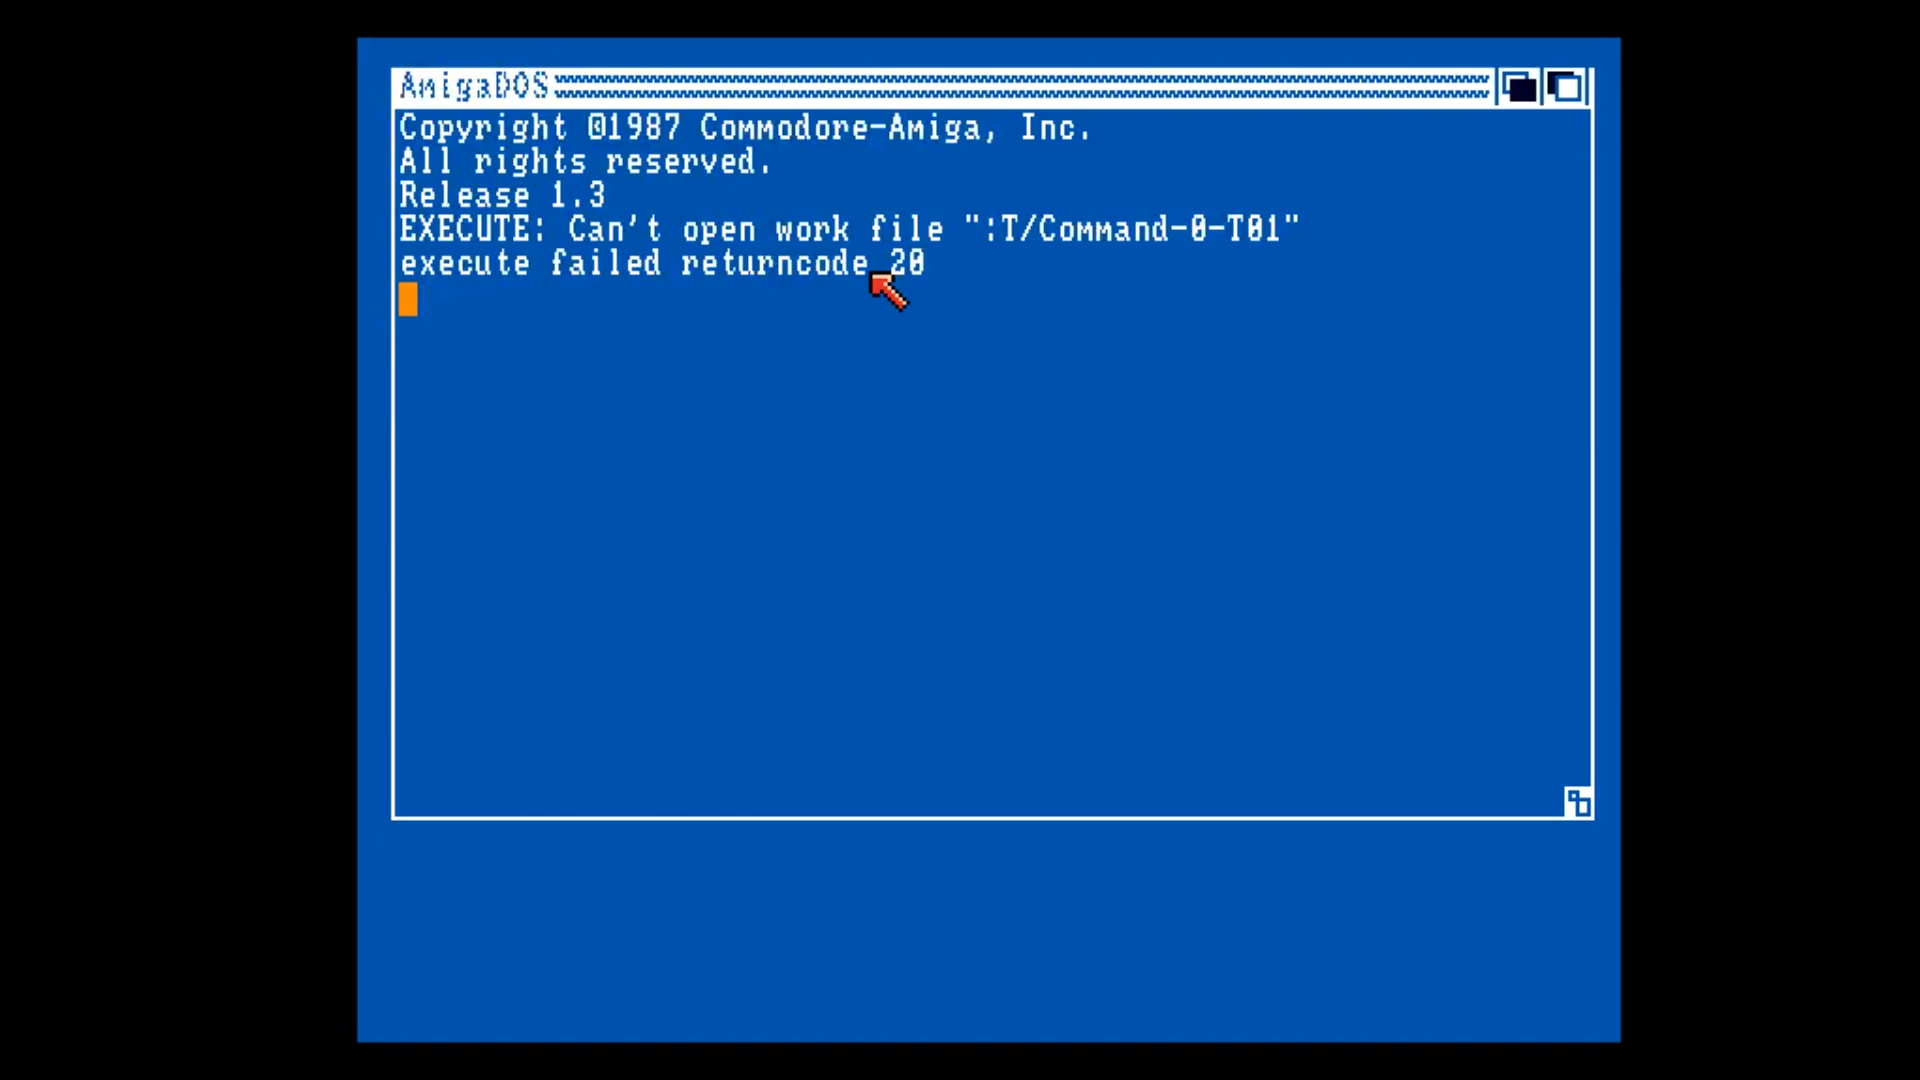 AmigaDOS
Copyright ©1987 Commodore-Amiga, Inc.
All rights reserved.
Release 1.3
EXECUTE: Can't open work file ":T/Command-0-T01"
execute failed returncode 20